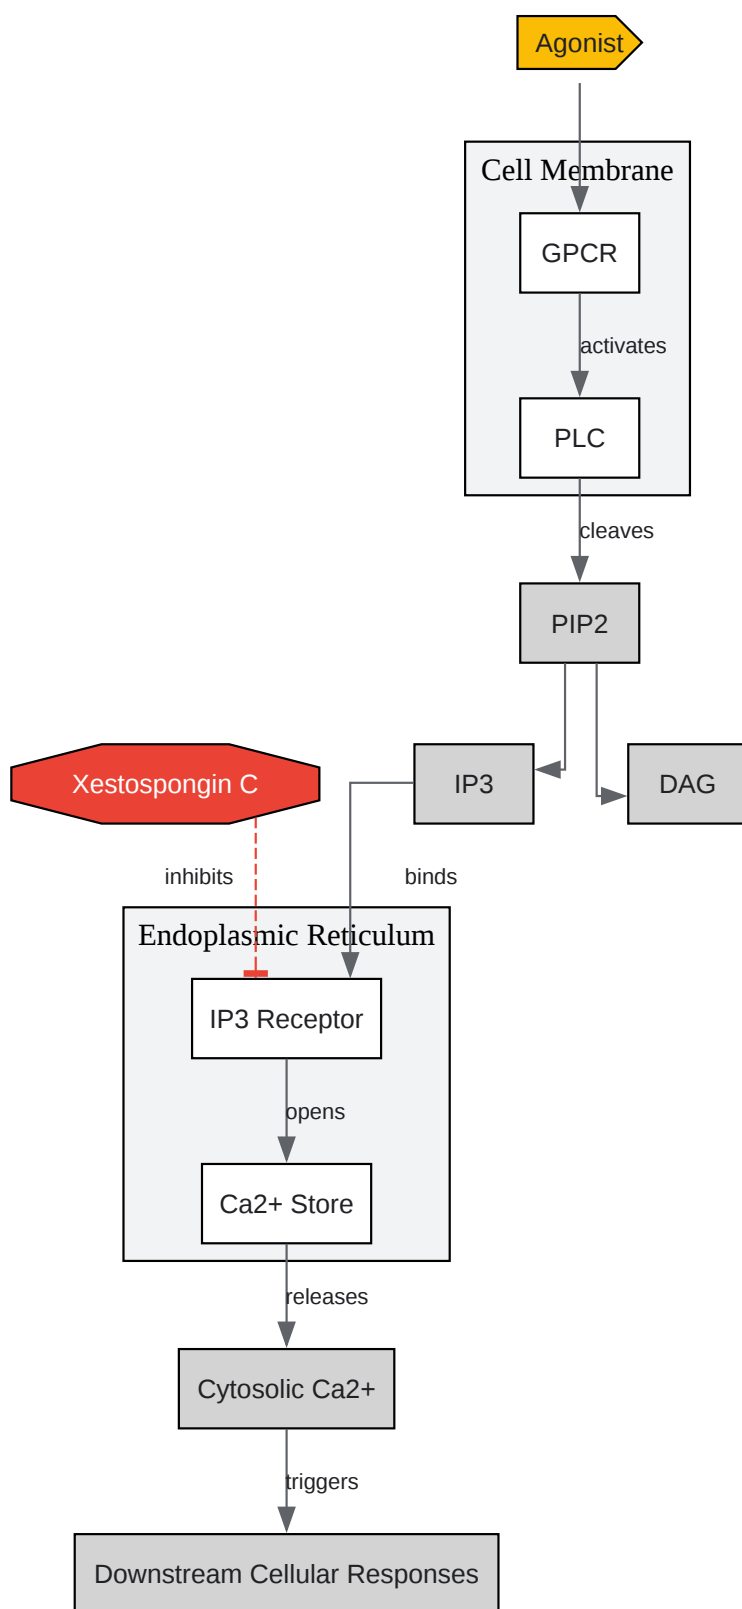 Agonist
Cell Membrane
GPCR
activates
PLC
cleaves
PIP2
Xestospongin C
IP3
DAG
inhibits
binds
Endoplasmic Reticulum
IP3 Receptor
opens
Ca2+ Store
releases
Cytosolic Ca2+
triggers
Downstream Cellular Responses